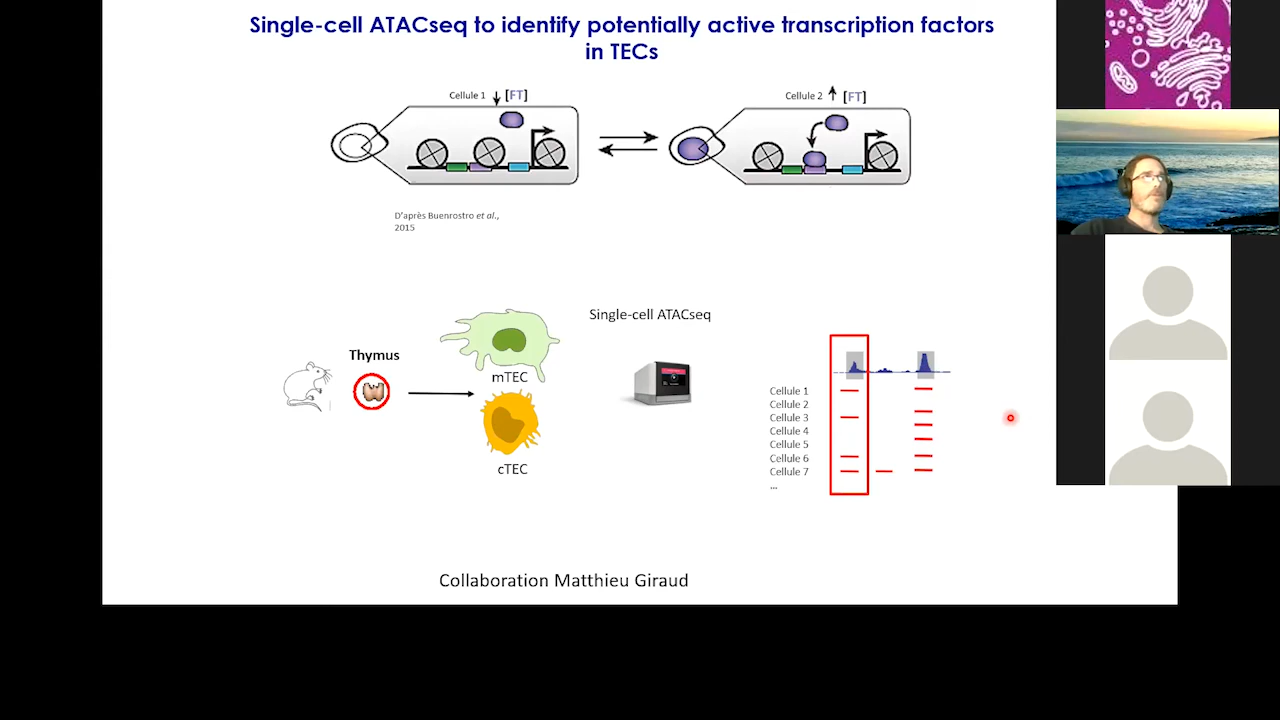 Single-cell ATACseq to identify potentially active transcription factors
in TECs
Cellule 1 [FT]
Cellule 2 [FT]
D'après Buenrostro et al.,
2015
Single-cell ATACseq
Thymus
mTEC
cTEC
Cellule 1
Cellule 2
Cellule 3
Cellule 4
Cellule 5
Cellule 6
Cellule 7
...
Collaboration Matthieu Giraud